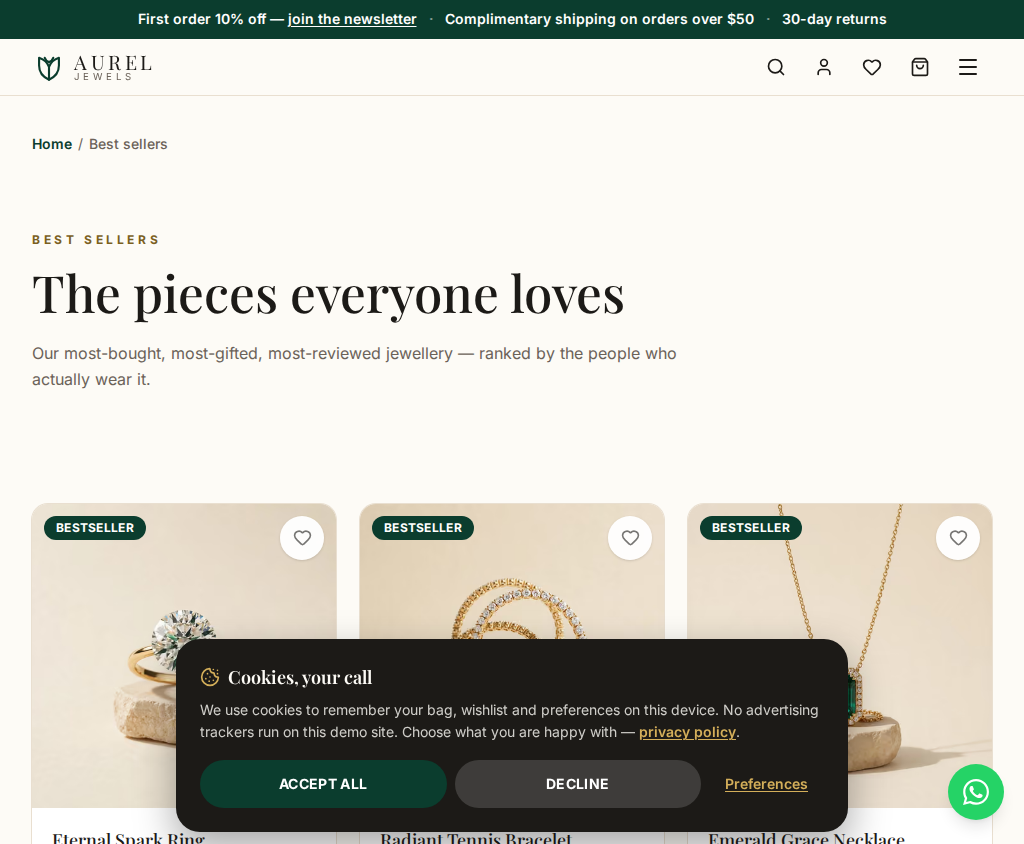 First order 10% off — join the newsletter · Complimentary shipping on orders over $50 · 30-day returns
AUREL
JEWELS
Home / Best sellers
BEST SELLERS
The pieces everyone loves
Our most-bought, most-gifted, most-reviewed jewellery — ranked by the people who
actually wear it.
BESTSELLER BESTSELLER BESTSELLER
Cookies, your call
We use cookies to remember your bag, wishlist and preferences on this device. No advertising
trackers run on this demo site. Choose what you are happy with — privacy policy.
ACCEPT ALL DECLINE Preferences
Eternal Spark Ring Radiant Tennis Bracelet Emerald Grace Necklace